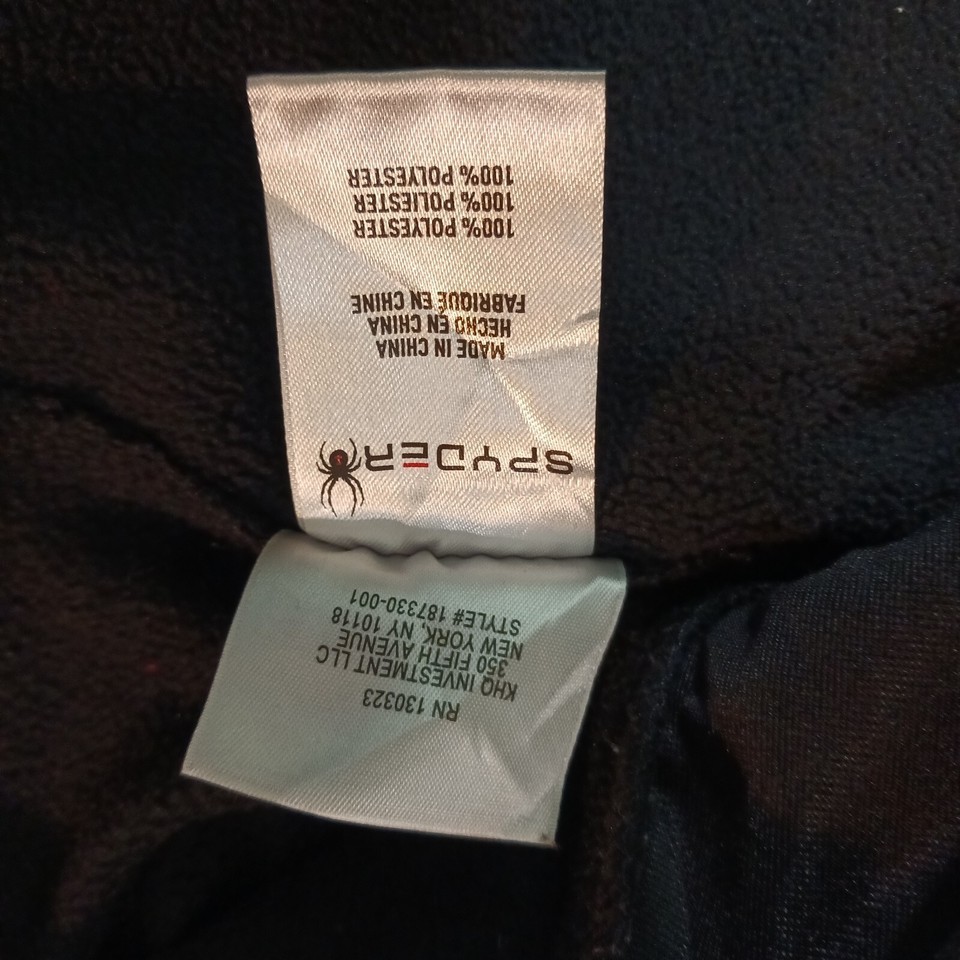 SPYDER
MADE IN CHINA
HECHO EN CHINA
FABRIQUÉ EN CHINE
100% POLYESTER
100% POLIESTER
100% POLYESTER
RN 130323
KHQ INVESTMENT LLC
350 FIFTH AVENUE
NEW YORK, NY 10118
STYLE# 187330-001